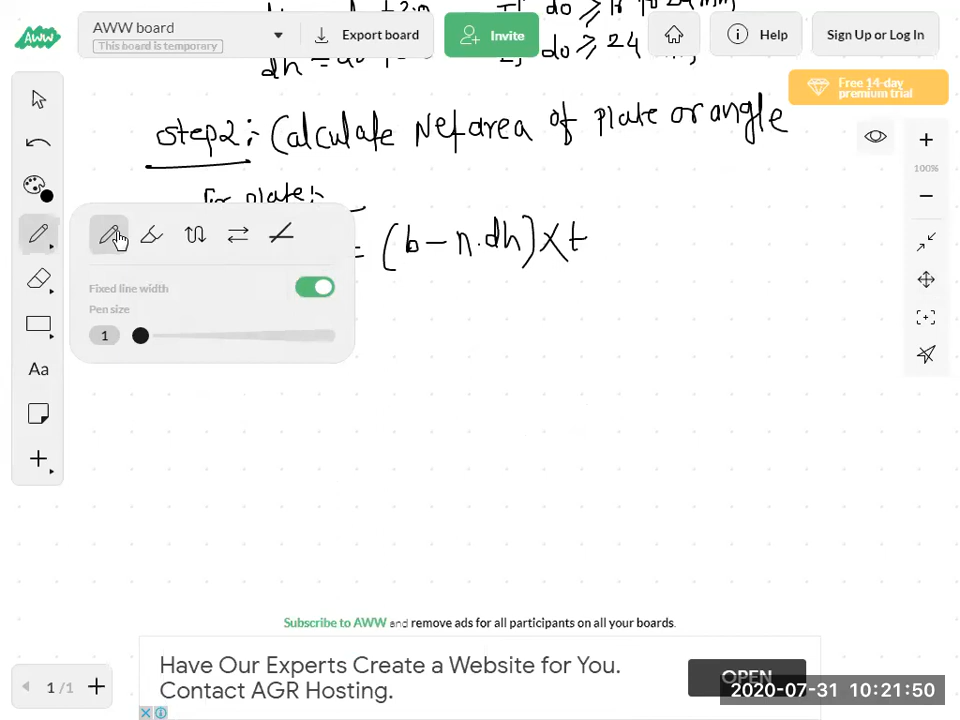 AWW board
This board is temporary
Export board
Invite
Help
Sign Up or Log In
AWW
Free 14-day
premium trial
do ≥ 24
dh = do
Step2:- Calculate Net area of plate or angle
For plate:-
= (b - n.dh) × t
100%
Fixed line width
Pen size
1
Aa
Subscribe to AWW and remove ads for all participants on all your boards.
Have Our Experts Create a Website for You.
Contact AGR Hosting.
OPEN
1 /1
2020-07-31 10:21:50